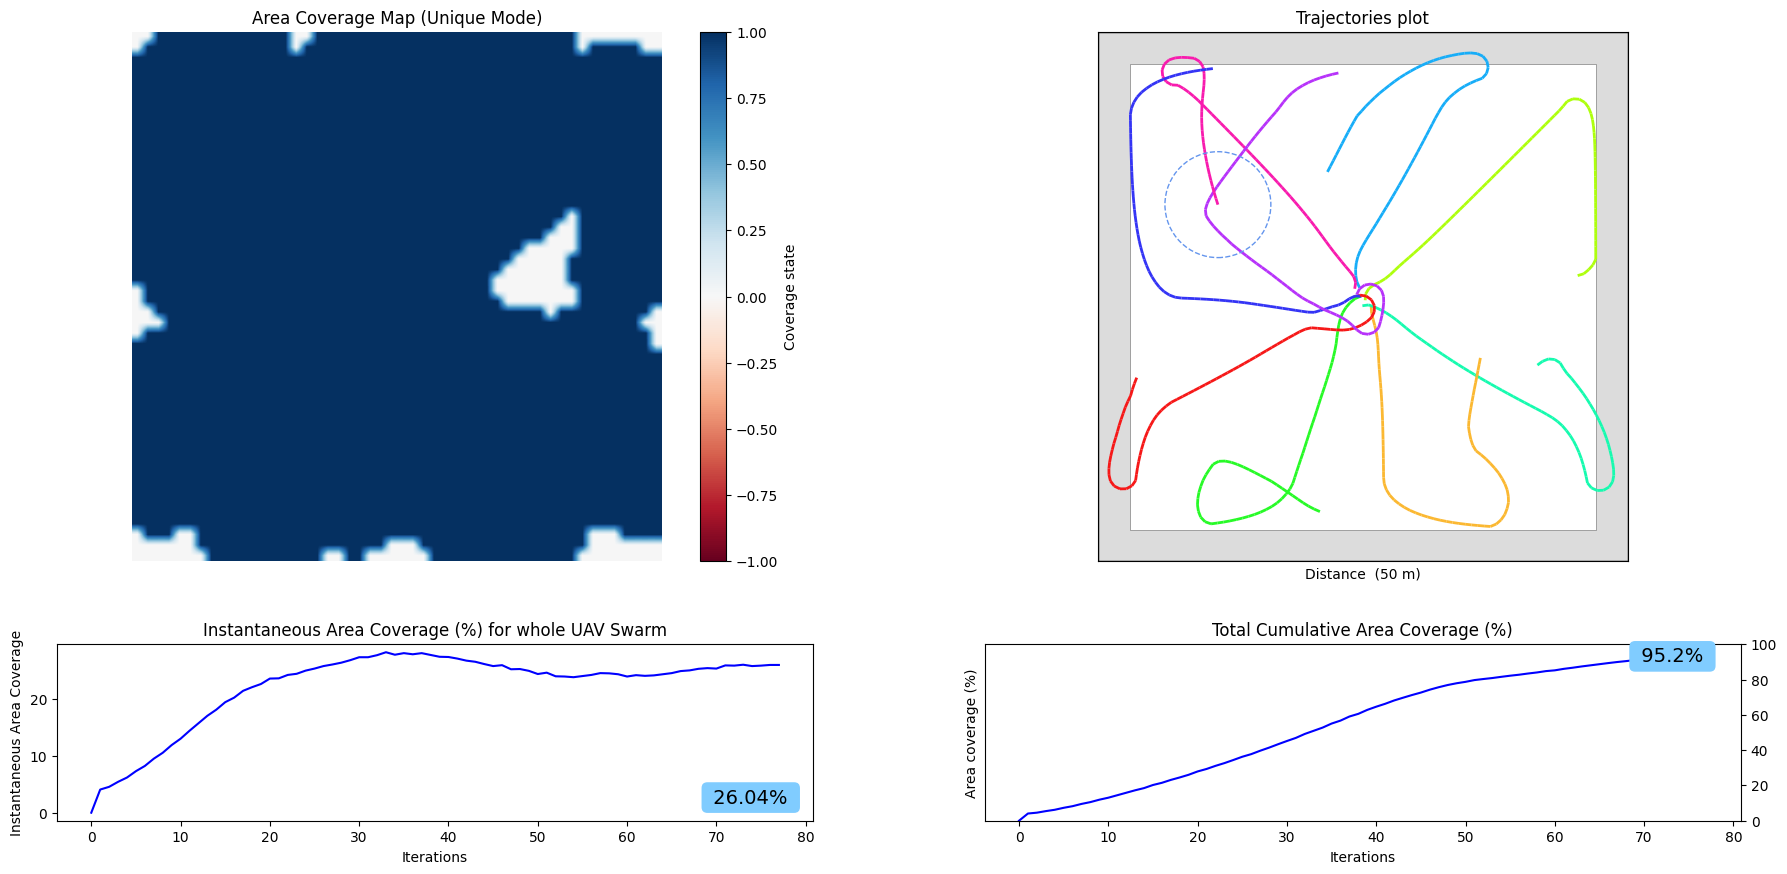 Area Coverage Map (Unique Mode)
1.00
0.75
0.50
0.25
0.00
−0.25
−0.50
−0.75
−1.00
Coverage state
Trajectories plot
Distance  (50 m)
Instantaneous Area Coverage (%) for whole UAV Swarm
Instantaneous Area Coverage
20
10
0
26.04%
0 10 20 30 40 50 60 70 80
Iterations
Total Cumulative Area Coverage (%)
Area coverage (%)
95.2%
100
80
60
40
20
0
0 10 20 30 40 50 60 70 80
Iterations